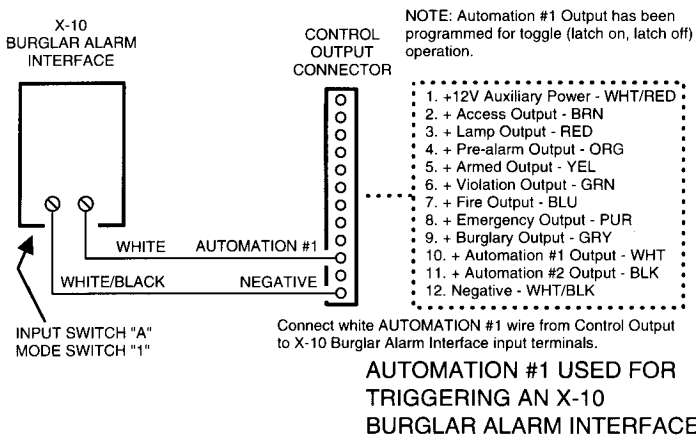 X-10
BURGLAR ALARM
INTERFACE
CONTROL
OUTPUT
CONNECTOR
NOTE: Automation #1 Output has been
programmed for toggle (latch on, latch off)
operation.
1. +12V Auxiliary Power - WHT/RED
2. + Access Output - BRN
3. + Lamp Output - RED
4. + Pre-alarm Output - ORG
5. + Armed Output - YEL
6. + Violation Output - GRN
7. + Fire Output - BLU
8. + Emergency Output - PUR
9. + Burglary Output - GRY
10. + Automation #1 Output - WHT
11. + Automation #2 Output - BLK
12. Negative - WHT/BLK
WHITE AUTOMATION #1
WHITE/BLACK NEGATIVE
INPUT SWITCH "A"
MODE SWITCH "1"
Connect white AUTOMATION #1 wire from Control Output
to X-10 Burglar Alarm Interface input terminals.
AUTOMATION #1 USED FOR
TRIGGERING AN X-10
BURGLAR ALARM INTERFACE